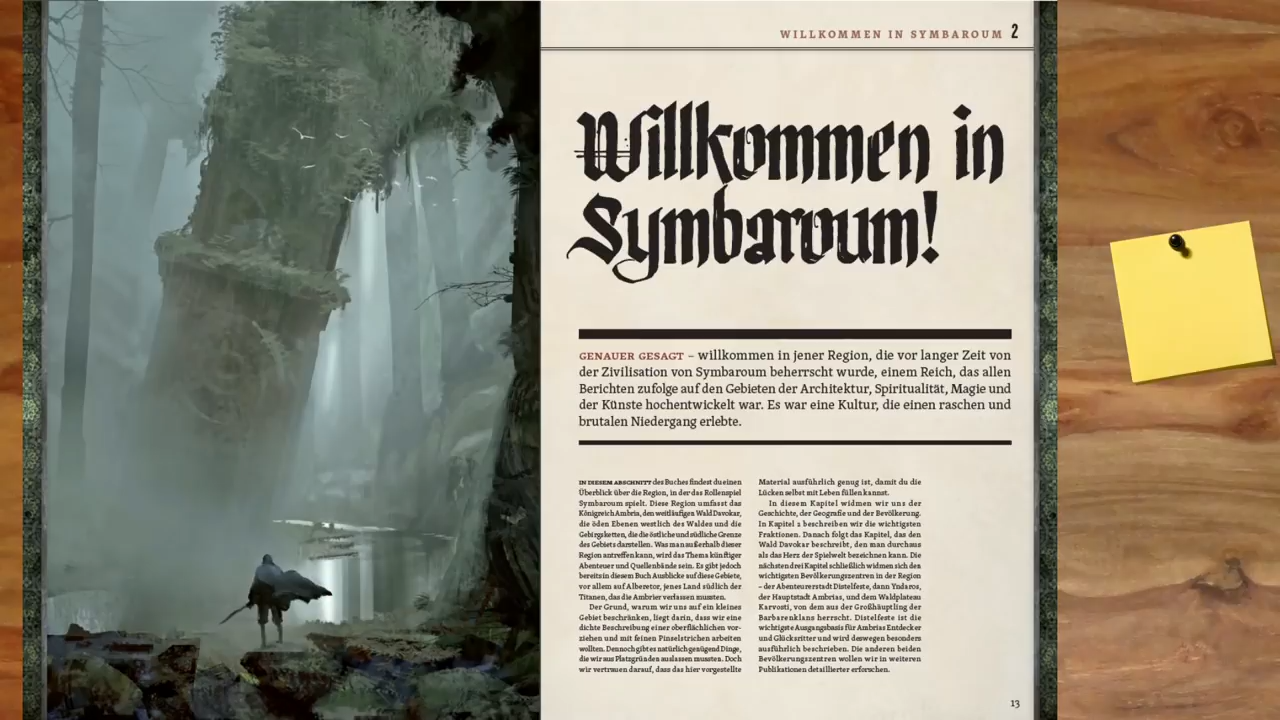 WILLKOMMEN IN SYMBAROUM 2
Willkommen in
Symbaroum!
GENAUER GESAGT – willkommen in jener Region, die vor langer Zeit von
der Zivilisation von Symbaroum beherrscht wurde, einem Reich, das allen
Berichten zufolge auf den Gebieten der Architektur, Spiritualität, Magie und
der Künste hochentwickelt war. Es war eine Kultur, die einen raschen und
brutalen Niedergang erlebte.
IN DIESEM ABSCHNITT des Buches findest du einen
Überblick über die Region, in der das Rollenspiel
Symbaroum spielt. Diese Region umfasst das
Königreich Ambria, den weitläufigen Wald Davokar,
die öden Ebenen westlich des Waldes und die
Gebirgsketten, die die östliche und südliche Grenze
des Gebiets darstellen. Was man außerhalb dieser
Region antreffen kann, wird das Thema künftiger
Abenteuer und Quellenbände sein. Es gibt jedoch
bereits in diesem Buch Ausblicke auf diese Gebiete,
vor allem auf Alberetor, jenes Land südlich der
Titanen, das die Ambrier verlassen mussten.
Der Grund, warum wir uns auf ein kleines
Gebiet beschränken, liegt darin, dass wir eine
dichte Beschreibung einer oberflächlichen vor-
ziehen und mit feinen Pinselstrichen arbeiten
wollten. Dennoch gibt es natürlich genügend Dinge,
die wir aus Platzgründen auslassen mussten. Doch
wir vertrauen darauf, dass das hier vorgestellte
Material ausführlich genug ist, damit du die
Lücken selbst mit Leben füllen kannst.
In diesem Kapitel widmen wir uns der
Geschichte, der Geografie und der Bevölkerung.
In Kapitel 2 beschreiben wir die wichtigsten
Fraktionen. Danach folgt das Kapitel, das den
Wald Davokar beschreibt, den man durchaus
als das Herz der Spielwelt bezeichnen kann. Die
nächsten drei Kapitel schließlich widmen sich den
wichtigsten Bevölkerungszentren in der Region
– der Abenteurerstadt Distelfeste, dann Yndaros,
der Hauptstadt Ambrias, und dem Waldplateau
Karvosti, von dem aus der Großhäuptling der
Barbarenklans herrscht. Distelfeste ist die
wichtigste Ausgangsbasis für Ambrias Entdecker
und Glücksritter und wird deswegen besonders
ausführlich beschrieben. Die anderen beiden
Bevölkerungszentren wollen wir in weiteren
Publikationen detaillierter erforschen.
13